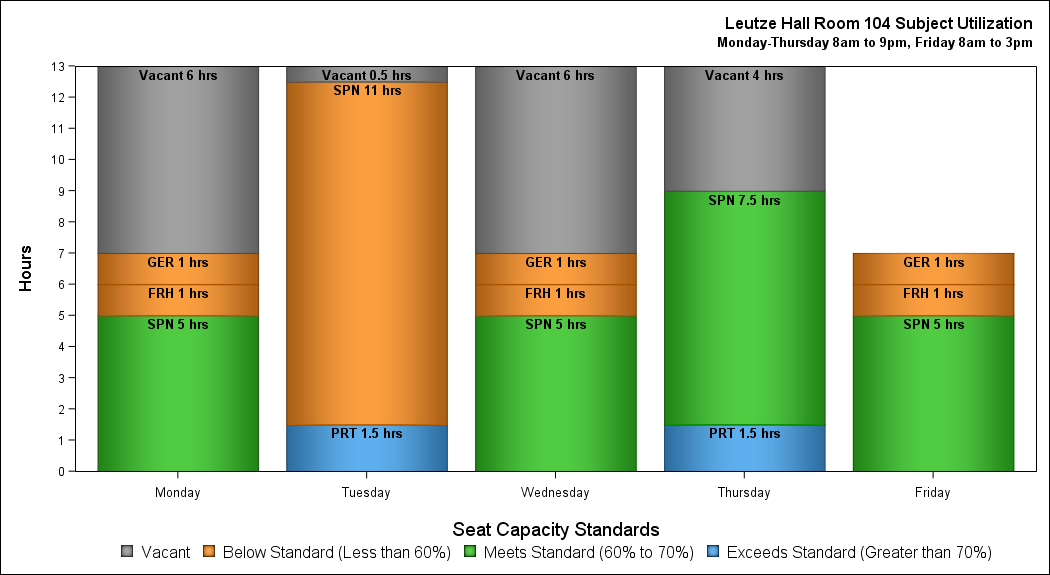 Leutze Hall Room 104 Subject Utilization
Monday-Thursday 8am to 9pm, Friday 8am to 3pm
Hours
13
12
11
10
9
8
7
6
5
4
3
2
1
0
Vacant 6 hrs
GER 1 hrs
FRH 1 hrs
SPN 5 hrs
Vacant 0.5 hrs
SPN 11 hrs
PRT 1.5 hrs
Vacant 6 hrs
GER 1 hrs
FRH 1 hrs
SPN 5 hrs
Vacant 4 hrs
SPN 7.5 hrs
PRT 1.5 hrs
GER 1 hrs
FRH 1 hrs
SPN 5 hrs
Monday Tuesday Wednesday Thursday Friday
Seat Capacity Standards
Vacant Below Standard (Less than 60%) Meets Standard (60% to 70%) Exceeds Standard (Greater than 70%)